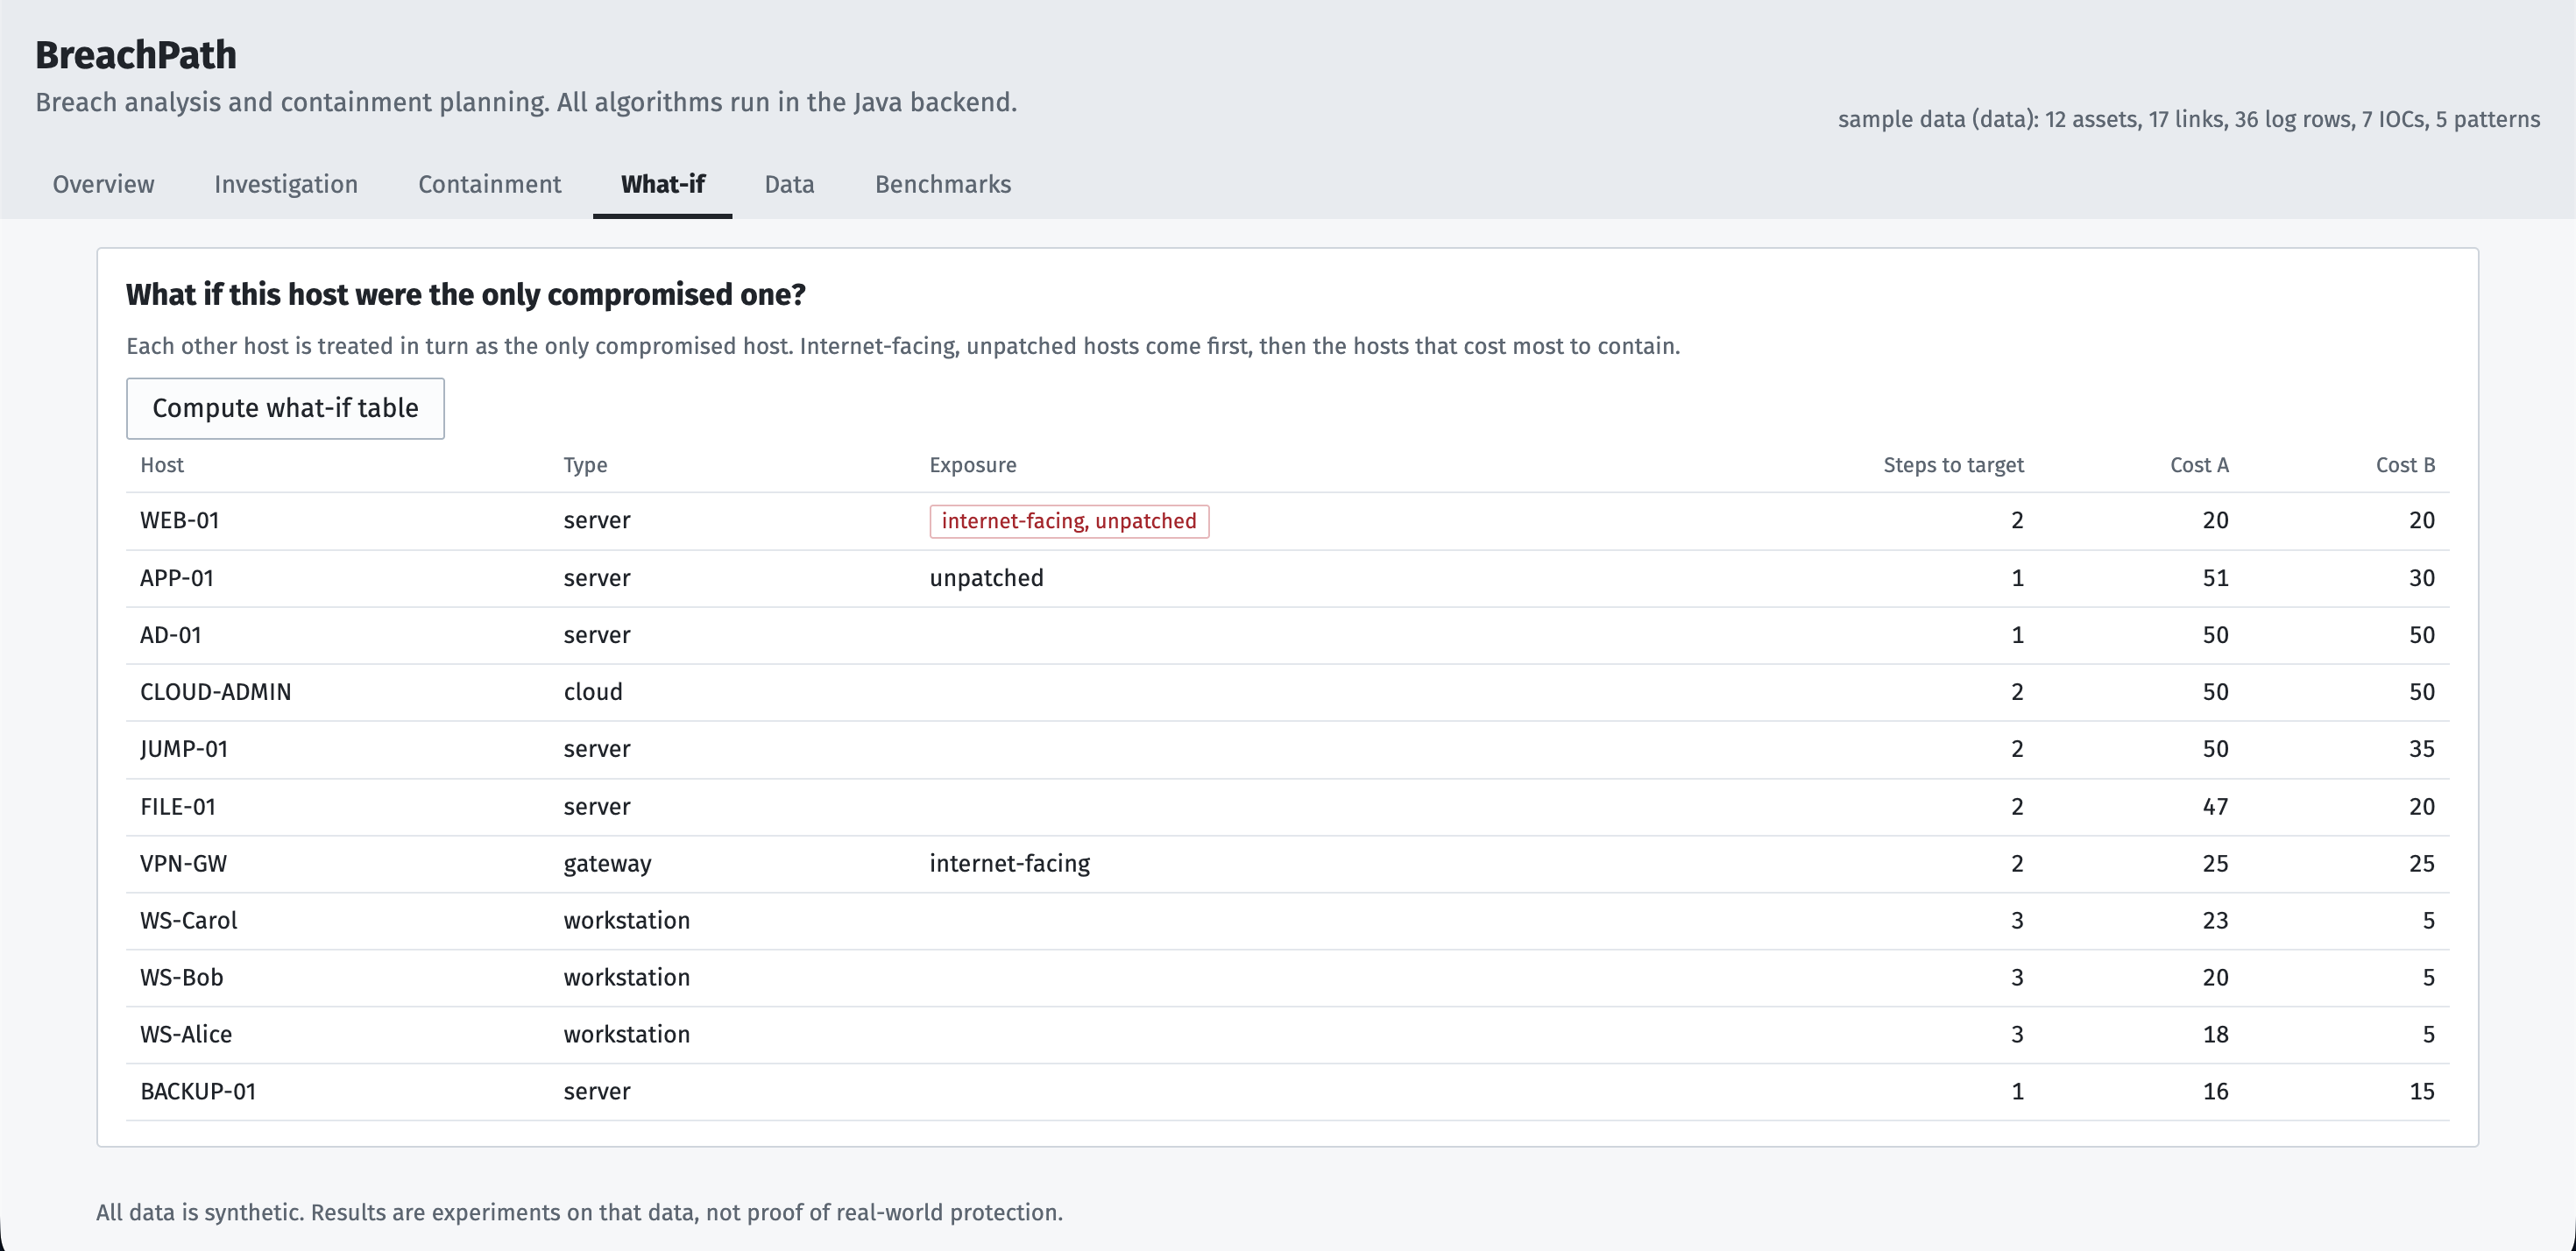 BreachPath
Breach analysis and containment planning. All algorithms run in the Java backend.
sample data (data): 12 assets, 17 links, 36 log rows, 7 IOCs, 5 patterns
Overview Investigation Containment What-if Data Benchmarks
What if this host were the only compromised one?
Each other host is treated in turn as the only compromised host. Internet-facing, unpatched hosts come first, then the hosts that cost most to contain.
Compute what-if table
Host Type Exposure Steps to target Cost A Cost B
WEB-01 server internet-facing, unpatched 2 20 20
APP-01 server unpatched 1 51 30
AD-01 server 1 50 50
CLOUD-ADMIN cloud 2 50 50
JUMP-01 server 2 50 35
FILE-01 server 2 47 20
VPN-GW gateway internet-facing 2 25 25
WS-Carol workstation 3 23 5
WS-Bob workstation 3 20 5
WS-Alice workstation 3 18 5
BACKUP-01 server 1 16 15
All data is synthetic. Results are experiments on that data, not proof of real-world protection.